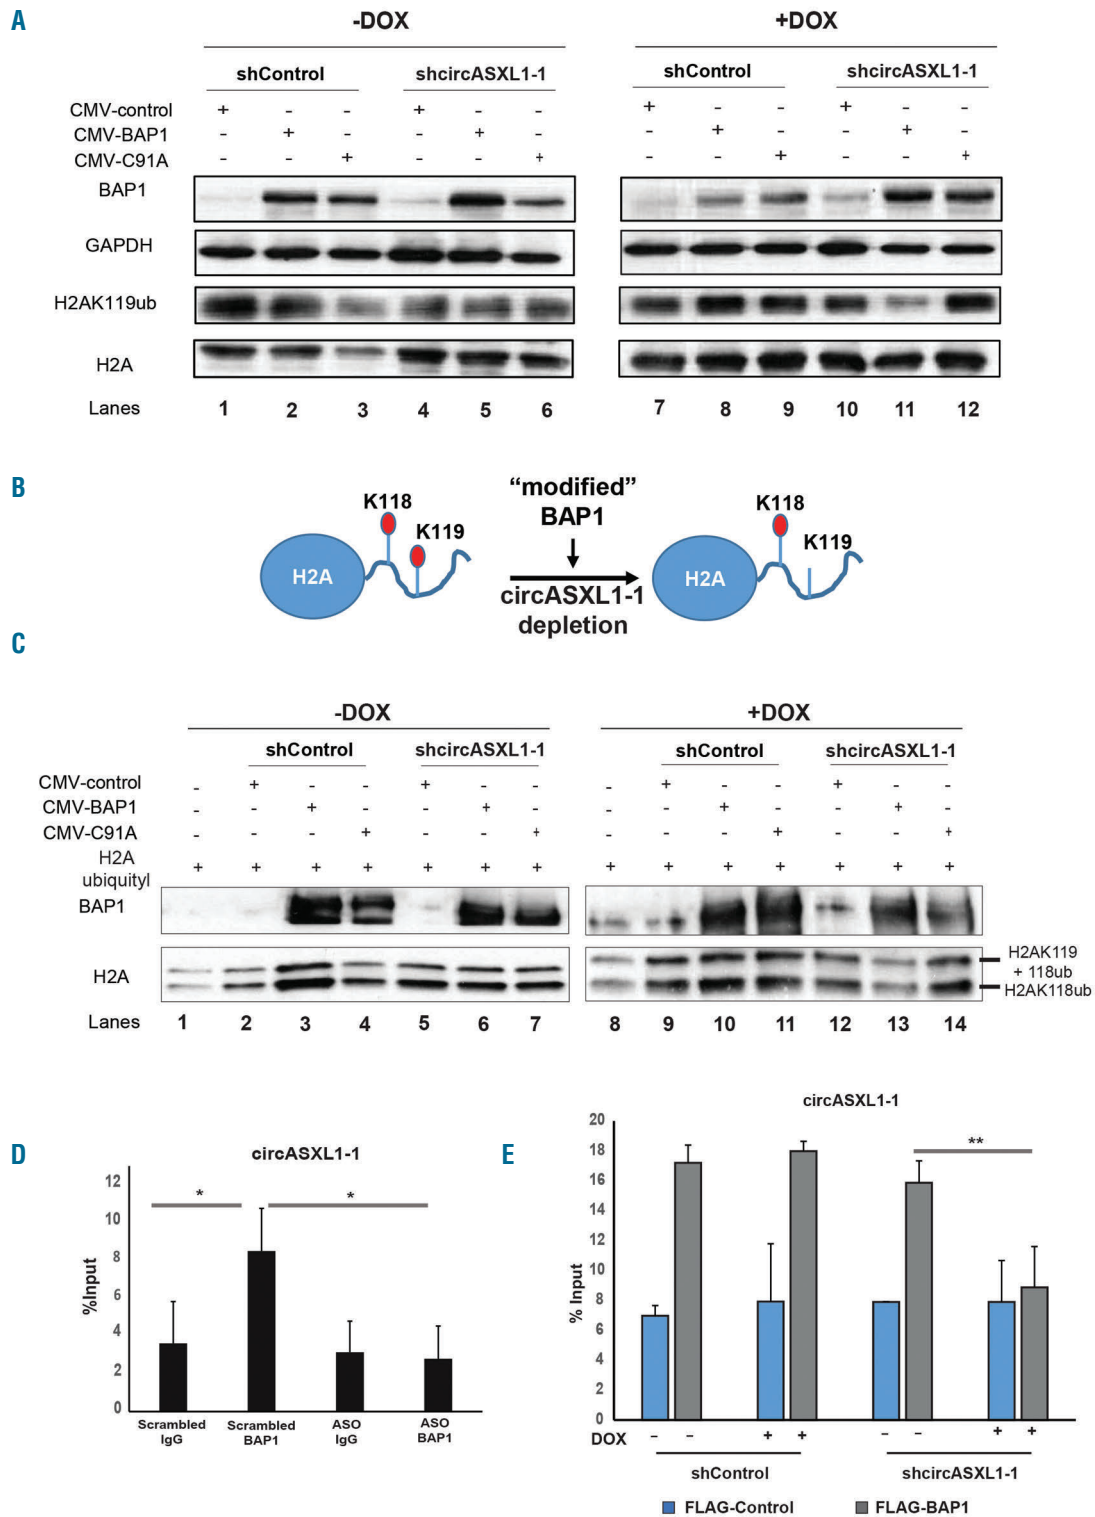 A
-DOX
+DOX
shControl
shcircASXL1-1
shControl
shcircASXL1-1
CMV-control + - - + - - + - - + - -
CMV-BAP1 - + - - + - - + - - + -
CMV-C91A - - + - - + - - + - - +
BAP1
GAPDH
H2AK119ub
H2A
Lanes 1 2 3 4 5 6 7 8 9 10 11 12
B
“modified”
BAP1
K118
K119
H2A
circASXL1-1
depletion
K118
K119
H2A
C
-DOX
+DOX
shControl
shcircASXL1-1
shControl
shcircASXL1-1
CMV-control - + - - + - - - + - - + - -
CMV-BAP1 - - + - - + - - - + - - + -
CMV-C91A - - - + - - + - - - + - - +
H2A
ubiquityl + + + + + + + + + + + + + +
BAP1
H2A
H2AK119
+ 118ub
H2AK118ub
Lanes 1 2 3 4 5 6 7 8 9 10 11 12 13 14
D
circASXL1-1
12
10
8
6
4
2
0
%Input
*
*
Scrambled
IgG
Scrambled
BAP1
ASO
IgG
ASO
BAP1
E
circASXL1-1
20
18
16
14
12
10
8
6
4
2
0
% Input
**
DOX - - + + - - + +
shControl
shcircASXL1-1
FLAG-Control
FLAG-BAP1